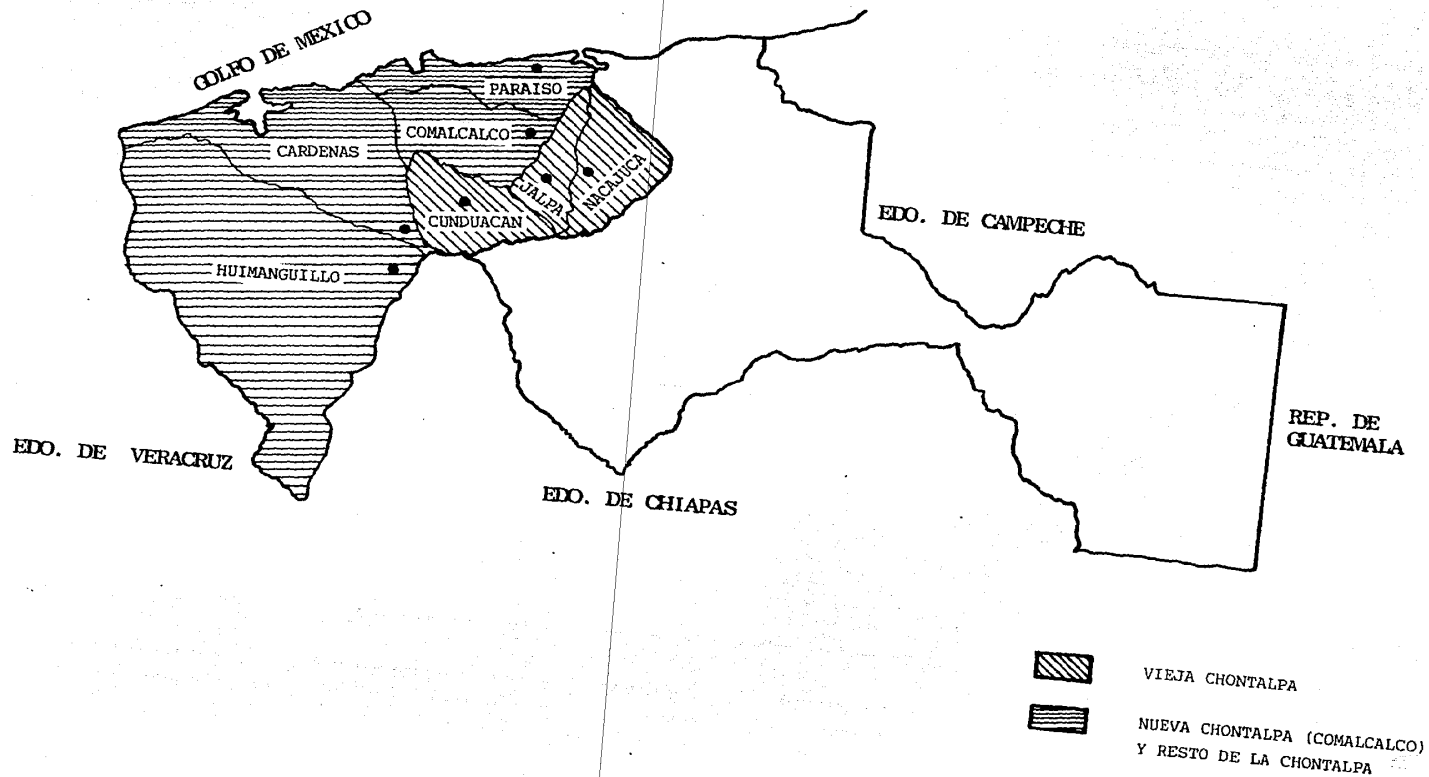 GOLFO DE MEXICO
PARAISO
COMALCALCO
CARDENAS
JALPA
NACAJUCA
CUNDUACAN
HUIMANGUILLO
EDO. DE CAMPECHE
REP. DE
GUATEMALA
EDO. DE VERACRUZ
EDO. DE CHIAPAS
VIEJA CHONTALPA
NUEVA CHONTALPA (COMALCALCO)
Y RESTO DE LA CHONTALPA